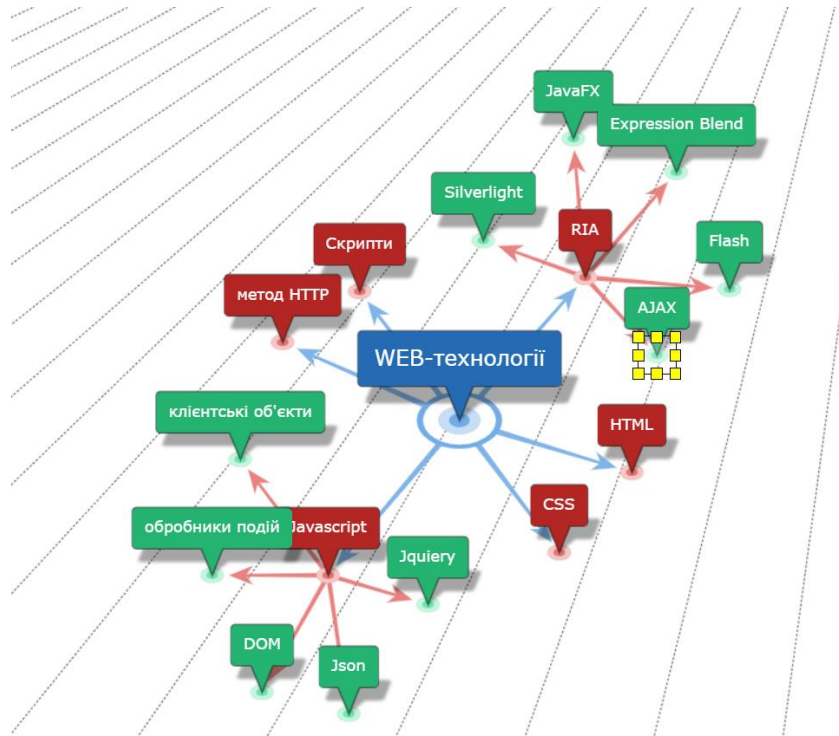 JavaFX
Expression Blend
Silverlight
RIA
Flash
Скрипти
метод HTTP
AJAX
WEB-технології
клієнтські об'єкти
HTML
CSS
обробники подій
Javascript
Jquiery
DOM
Json